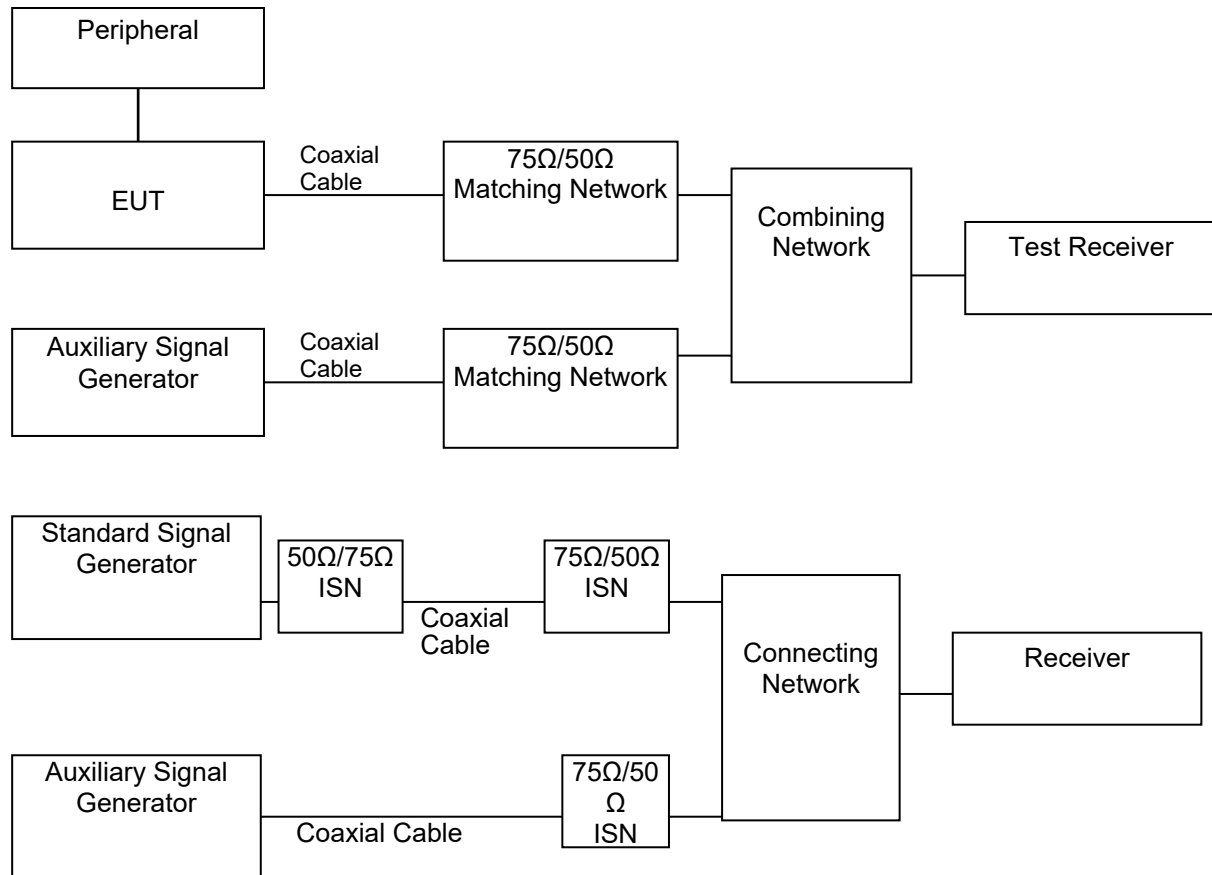 Peripheral
EUT
Coaxial
Cable
75Ω/50Ω
Matching Network
Combining
Network
Test Receiver
Auxiliary Signal
Generator
Coaxial
Cable
75Ω/50Ω
Matching Network
Standard Signal
Generator
50Ω/75Ω
ISN
Coaxial
Cable
75Ω/50Ω
ISN
Connecting
Network
Receiver
Auxiliary Signal
Generator
Coaxial Cable
75Ω/50
Ω
ISN